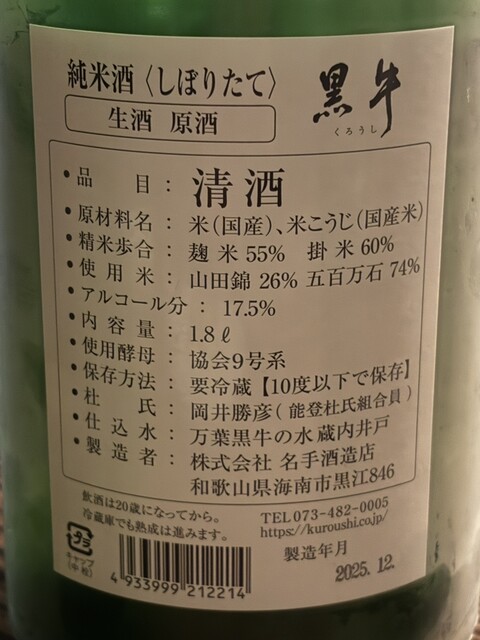 純米酒〈しぼりたて〉
生酒 原酒
黒牛
くろうし
・品　　目：清酒
・原材料名：米(国産)、米こうじ(国産米)
・精米歩合：麹 米 55%　掛 米 60%
・使 用 米：山田錦 26% 五百万石 74%
・アルコール分：17.5%
・内 容 量：1.8ℓ
・使用酵母：協会9号系
・保存方法：要冷蔵【10度以下で保存】
・杜　　氏：岡井勝彦(能登杜氏組合員)
・仕 込 水：万葉黒牛の水 蔵内井戸
・製 造 者：株式会社 名手酒造店
和歌山県海南市黒江846
飲酒は20歳になってから。
冷蔵庫でも熟成は進みます。
TEL 073-482-0005
https://kuroushi.co.jp/
キャップ
(中栓)
4 933999 212214
製造年月
2025. 12.